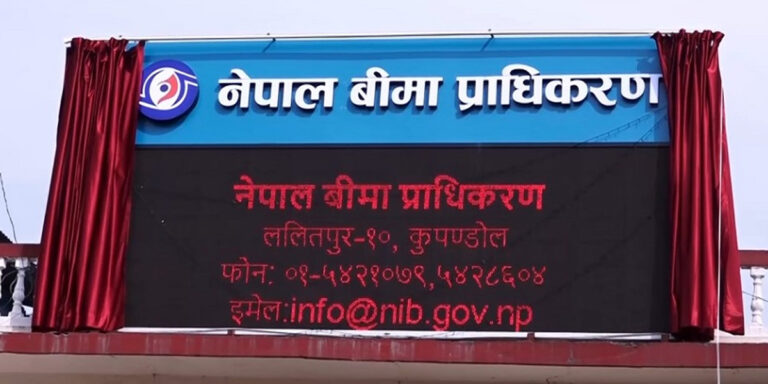 नेपाल बीमा प्राधिकरण
नेपाल बीमा प्राधिकरण
ललितपुर-१०, कुपण्डोल
फोन: ०१-५४२१०७९,५४२८६०४
इमेल:info@nib.gov.np